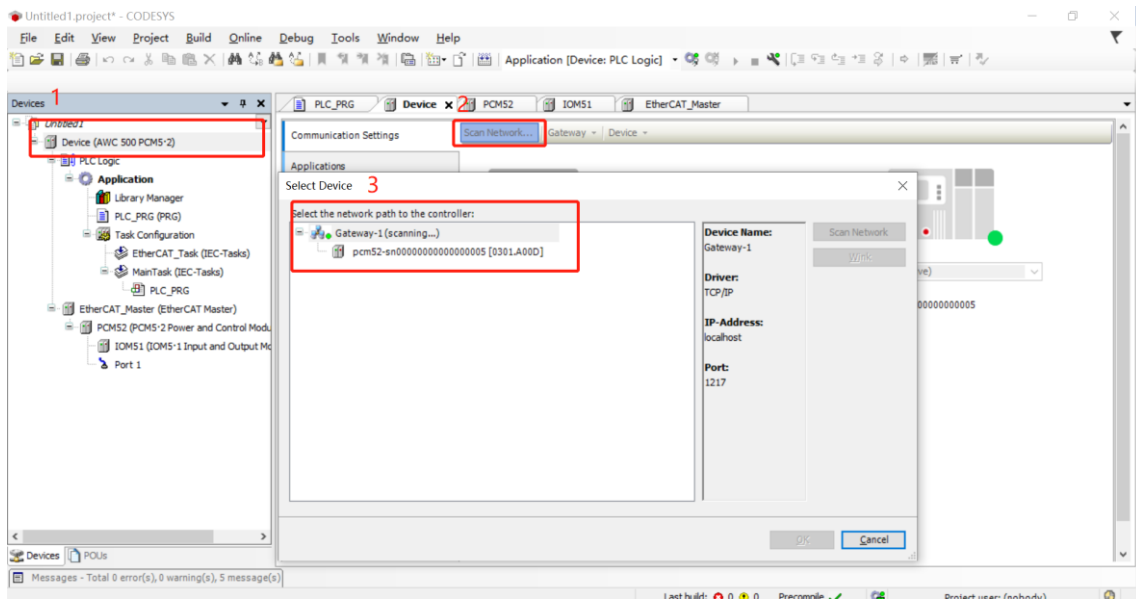 Untitled1.project* - CODESYS
File Edit View Project Build Online Debug Tools Window Help
Application [Device: PLC Logic]
Devices
1
Untitled1
Device (AWC 500 PCM5-2)
PLC Logic
Application
Library Manager
PLC_PRG (PRG)
Task Configuration
EtherCAT_Task (IEC-Tasks)
MainTask (IEC-Tasks)
PLC_PRG
EtherCAT_Master (EtherCAT Master)
PCM52 (PCM5-2 Power and Control Modu
IOM51 (IOM5-1 Input and Output Mo
Port 1
Devices POUs
PLC_PRG Device 2 PCM52 IOM51 EtherCAT_Master
Communication Settings
Applications
Scan Network... Gateway Device
Select Device 3
Select the network path to the controller:
Gateway-1 (scanning...)
pcm52-sn00000000000000005 [0301.A00D]
Device Name:
Gateway-1
Driver:
TCP/IP
IP-Address:
localhost
Port:
1217
Scan Network
Wink
OK Cancel
ve)
00000000005
Messages - Total 0 error(s), 0 warning(s), 5 message(s)
Last build: 0 0 Precompile Project user: (nobody)